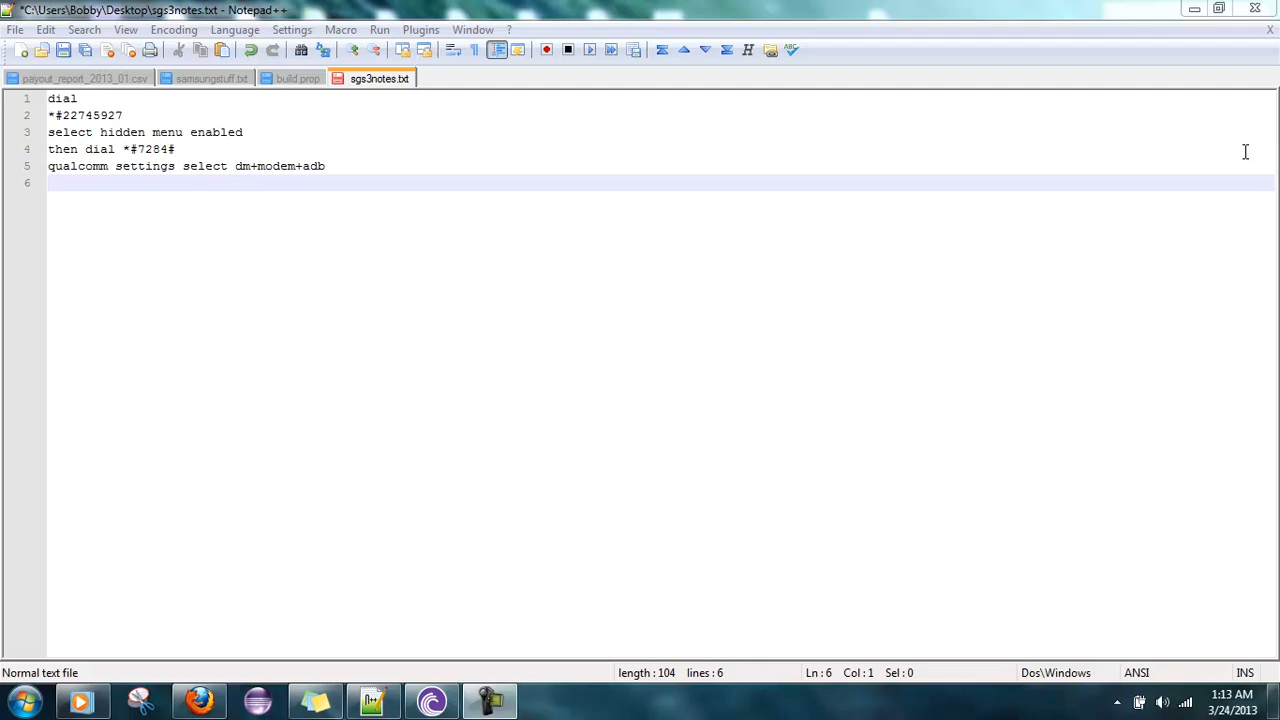 *C:\Users\Bobby\Desktop\sgs3notes.txt - Notepad++
File Edit Search View Encoding Language Settings Macro Run Plugins Window ? X
payout_report_2013_01.csv samsungstuff.txt build.prop sgs3notes.txt
1 dial
2 *#22745927
3 select hidden menu enabled
4 then dial *#7284#
5 qualcomm settings select dm+modem+adb
6
Normal text file length : 104 lines : 6 Ln : 6 Col : 1 Sel : 0 Dos\Windows ANSI INS
1:13 AM
3/24/2013